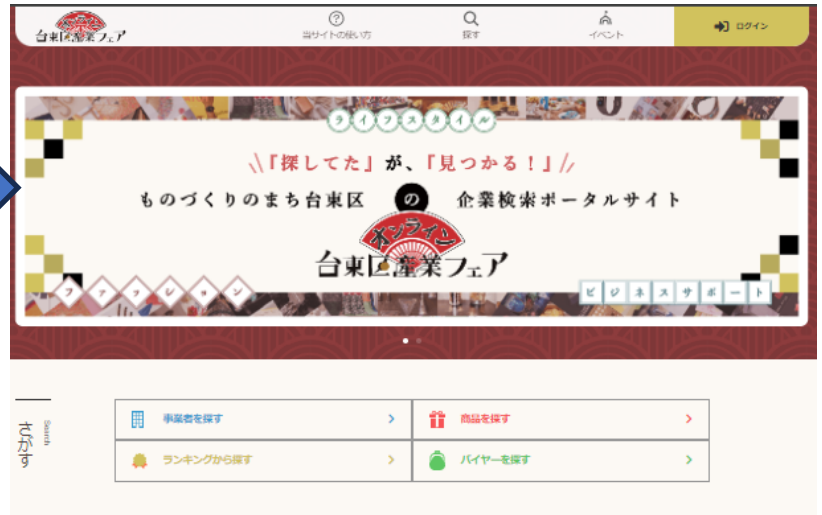 オンライン
台東区産業フェア
当サイトの使い方
探す
イベント
ログイン
ライフスタイル
\\『探してた』が、『見つかる！』//
ものづくりのまち台東区 の 企業検索ポータルサイト
オンライン
台東区産業フェア
ファッション
ビジネスサポート
Search
さがす
事業者を探す
商品を探す
ランキングから探す
バイヤーを探す